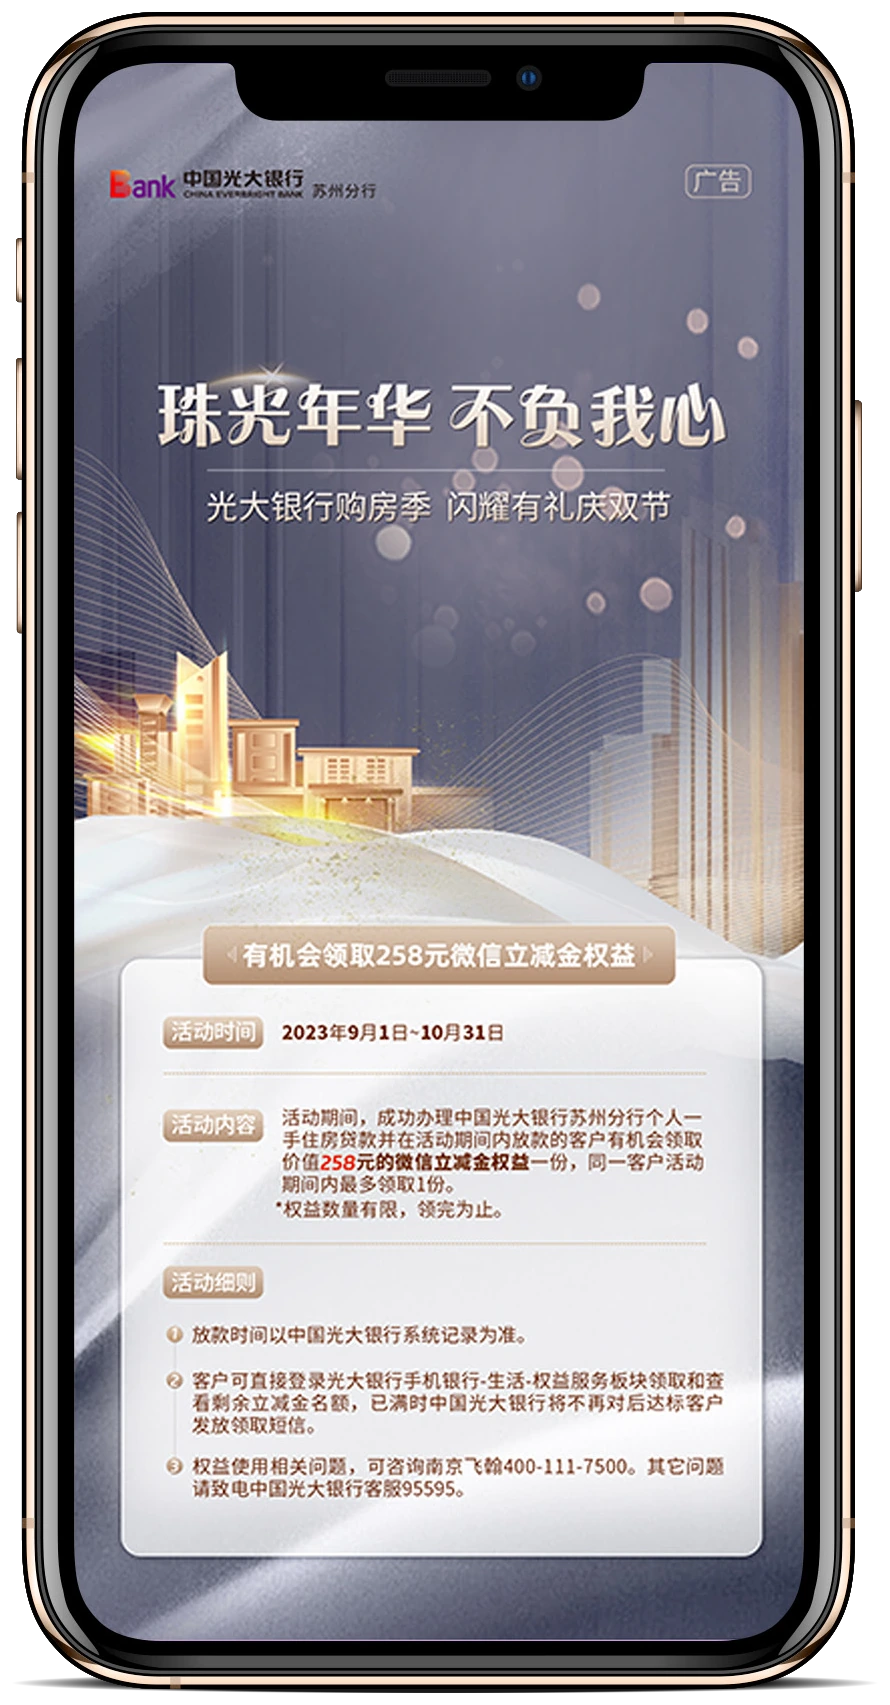 Bank 中国光大银行 苏州分行
CHINA EVERBRIGHT BANK
广告
珠光年华 不负我心
光大银行购房季 闪耀有礼庆双节
有机会领取258元微信立减金权益
活动时间 2023年9月1日~10月31日
活动内容 活动期间，成功办理中国光大银行苏州分行个人一
手住房贷款并在活动期间内放款的客户有机会领取
价值258元的微信立减金权益一份，同一客户活动
期间内最多领取1份。
*权益数量有限，领完为止。
活动细则
1 放款时间以中国光大银行系统记录为准。
2 客户可直接登录光大银行手机银行-生活-权益服务板块领取和查
看剩余立减金名额，已满时中国光大银行将不再对后达标客户
发放领取短信。
3 权益使用相关问题，可咨询南京飞翰400-111-7500。其它问题
请致电中国光大银行客服95595。